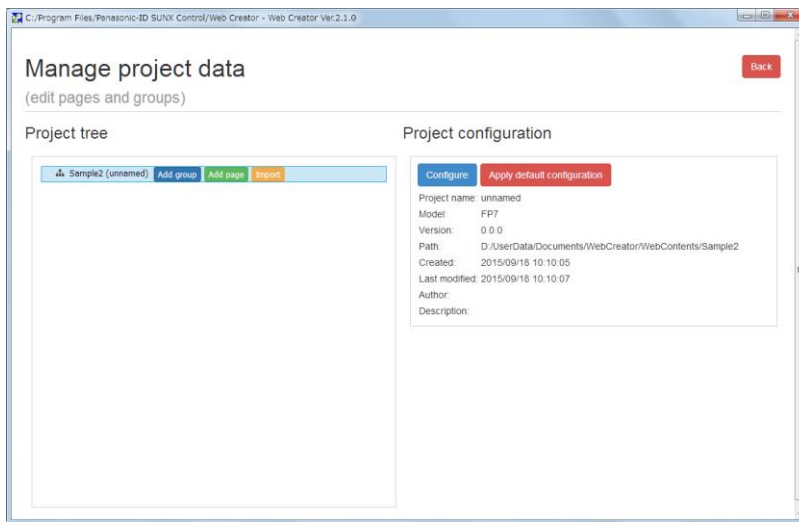 C:/Program Files/Panasonic-ID SUNX Control/Web Creator - Web Creator Ver.2.1.0
Manage project data
Back
(edit pages and groups)
Project tree
Project configuration
Sample2 (unnamed) Add group Add page Import
Configure Apply default configuration
Project name: unnamed
Model: FP7
Version: 0.0.0
Path: D:/UserData/Documents/WebCreator/WebContents/Sample2
Created: 2015/09/18 10:10:05
Last modified: 2015/09/18 10:10:07
Author:
Description: